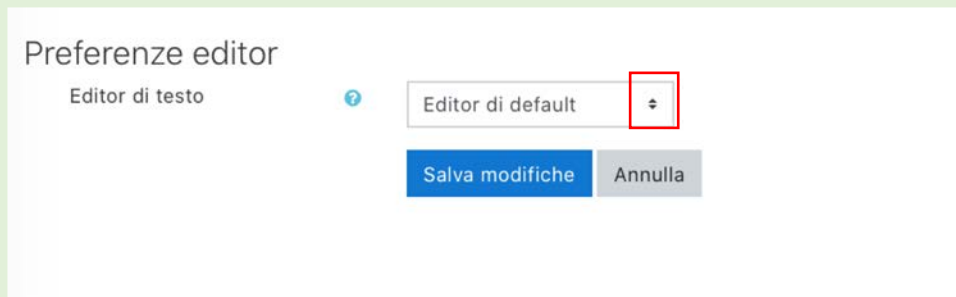 Preferenze editor
Editor di testo
Editor di default
Salva modifiche
Annulla